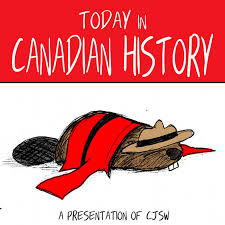 TODAY IN
CANADIAN HISTORY
A PRESENTATION OF CJSW